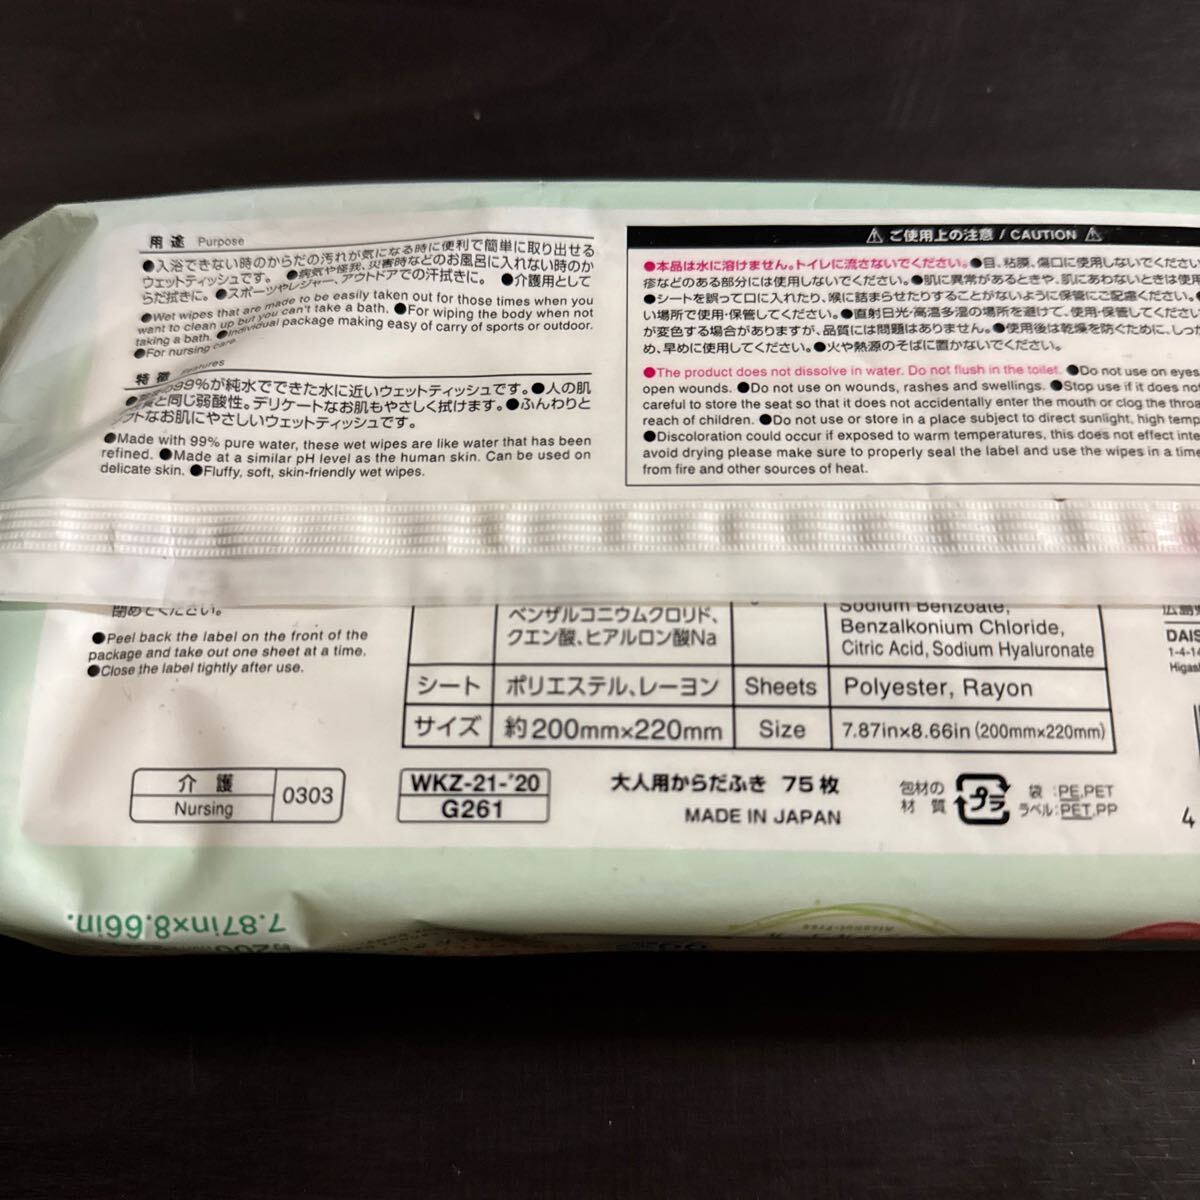 用途 Purpose
●入浴できない時のからだの汚れが気になる時に便利で簡単に取り出せる
ウェットティッシュです。 ●病気や怪我、災害時などのお風呂に入れない時のか
らだ拭きに。 ●スポーツやレジャー、アウトドアでの汗拭きに。 ●介護用として
●Wet wipes that are made to be easily taken out for those times when you
want to clean up but you can't take a bath. ●For wiping the body when not
taking a bath. ●Individual package making easy of carry of sports or outdoor.
●For nursing care.
特徴 Features
99%が純水でできた水に近いウェットティッシュです。●人の肌
と同じ弱酸性。デリケートなお肌もやさしく拭けます。●ふんわりと
なお肌にやさしいウェットティッシュです。
●Made with 99% pure water, these wet wipes are like water that has been
refined. ●Made at a similar pH level as the human skin. Can be used on
delicate skin. ●Fluffy, soft, skin-friendly wet wipes.
⚠ ご使用上の注意 / CAUTION ⚠
●本品は水に溶けません。トイレに流さないでください。●目、粘膜、傷口に使用しないでください
疹などのある部分には使用しないでください。●肌に異常があるときや、肌にあわないときは使用
●シートを誤って口に入れたり、喉に詰まらせたりすることがないように保管にご配慮ください。
い場所で使用・保管してください。●直射日光・高温多湿の場所を避けて、使用・保管してください
が変色する場合がありますが、品質には問題はありません。●使用後は乾燥を防ぐために、しっか
め、早めに使用してください。●火や熱源のそばに置かないでください。
●The product does not dissolve in water. Do not flush in the toilet. ●Do not use on eyes
open wounds. ●Do not use on wounds, rashes and swellings. ●Stop use if it does not
careful to store the seat so that it does not accidentally enter the mouth or clog the throa
reach of children. ●Do not use or store in a place subject to direct sunlight, high temp
●Discoloration could occur if exposed to warm temperatures, this does not effect inte
avoid drying please make sure to properly seal the label and use the wipes in a time
from fire and other sources of heat.
閉めてください。
●Peel back the label on the front of the
package and take out one sheet at a time.
●Close the label tightly after use.
ベンザルコニウムクロリド、
クエン酸、ヒアルロン酸Na
Sodium Benzoate,
Benzalkonium Chloride,
Citric Acid, Sodium Hyaluronate
シート ポリエステル、レーヨン Sheets Polyester, Rayon
サイズ 約200mm×220mm Size 7.87in×8.66in (200mm×220mm)
DAIS
1-4-14
Higas
介護
Nursing
0303
WKZ-21-'20
G261
大人用からだふき 75枚
MADE IN JAPAN
包材の
材質
プラ
袋:PE,PET
ラベル:PET,PP
4
7.87in×8.66in.
Alcohol-Free